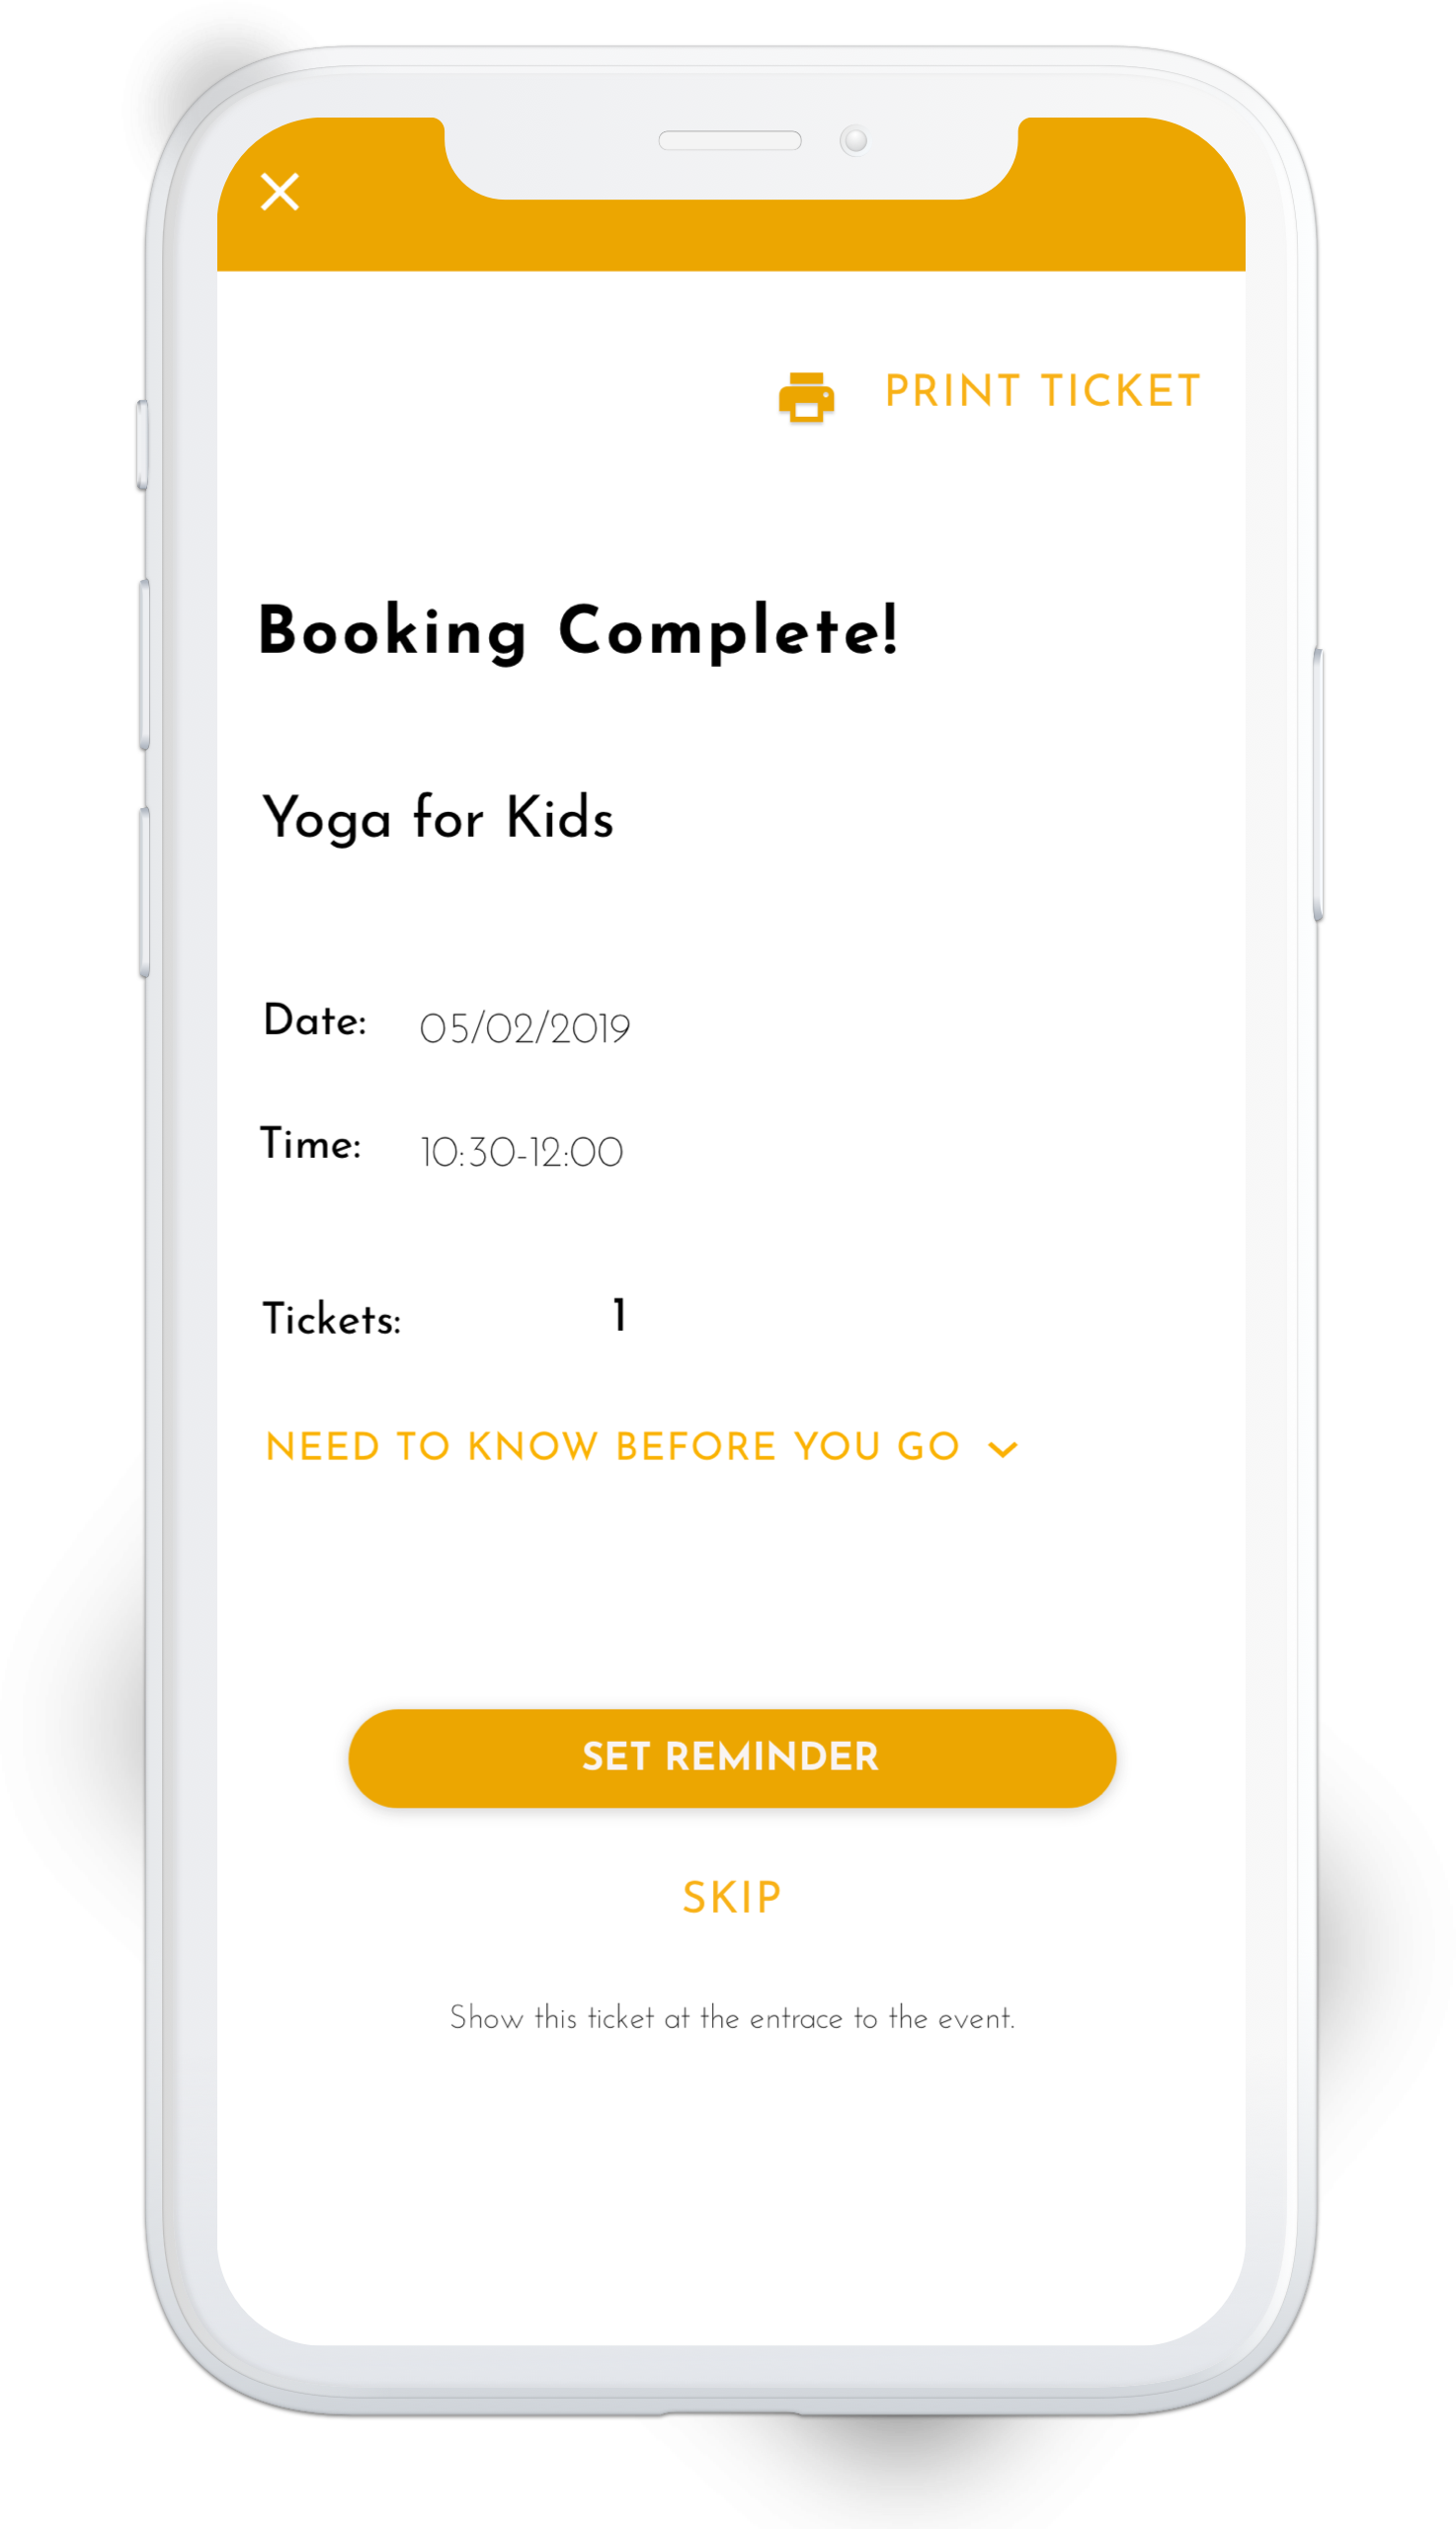 PRINT TICKET
Booking Complete!
Yoga for Kids
Date: 05/02/2019
Time: 10:30-12:00
Tickets: 1
NEED TO KNOW BEFORE YOU GO
SET REMINDER
SKIP
Show this ticket at the entrace to the event.